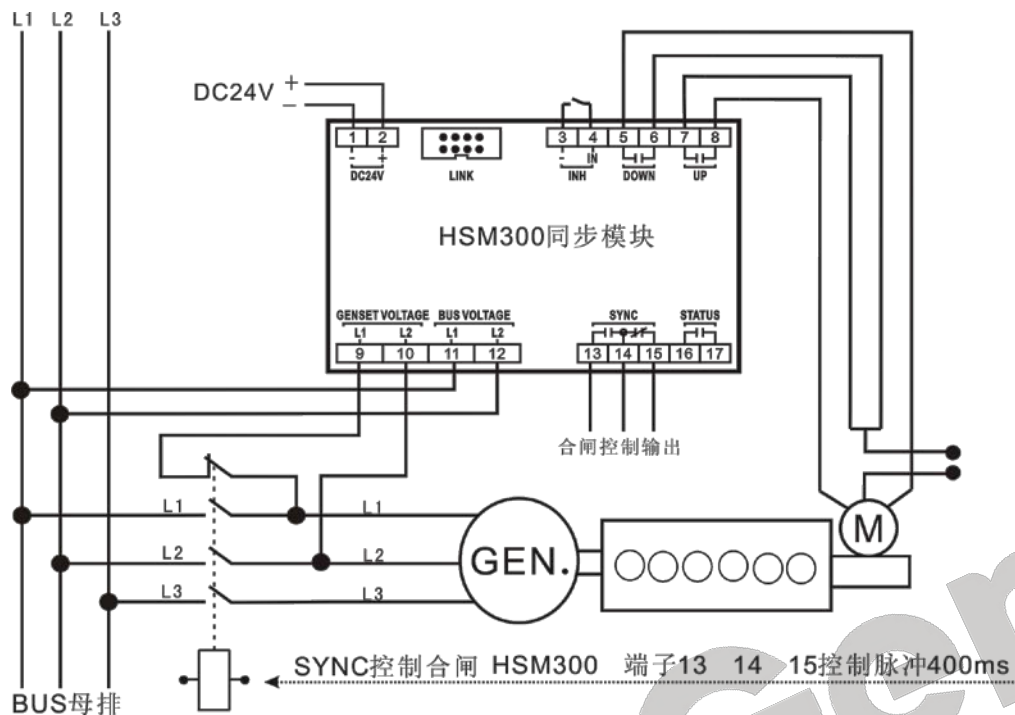 L1 L2 L3
DC24V + −
1 2
- +
DC24V
LINK
3 4 5 6 7 8
- IN
INH DOWN UP
HSM300同步模块
GENSET VOLTAGE BUS VOLTAGE
L1 L2 L1 L2
9 10 11 12
SYNC STATUS
13 14 15 16 17
合闸控制输出
L1 L1
L2 L2
L3 L3
GEN.
M
SYNC控制合闸 HSM300 端子13 14 15控制脉冲400ms
BUS母排